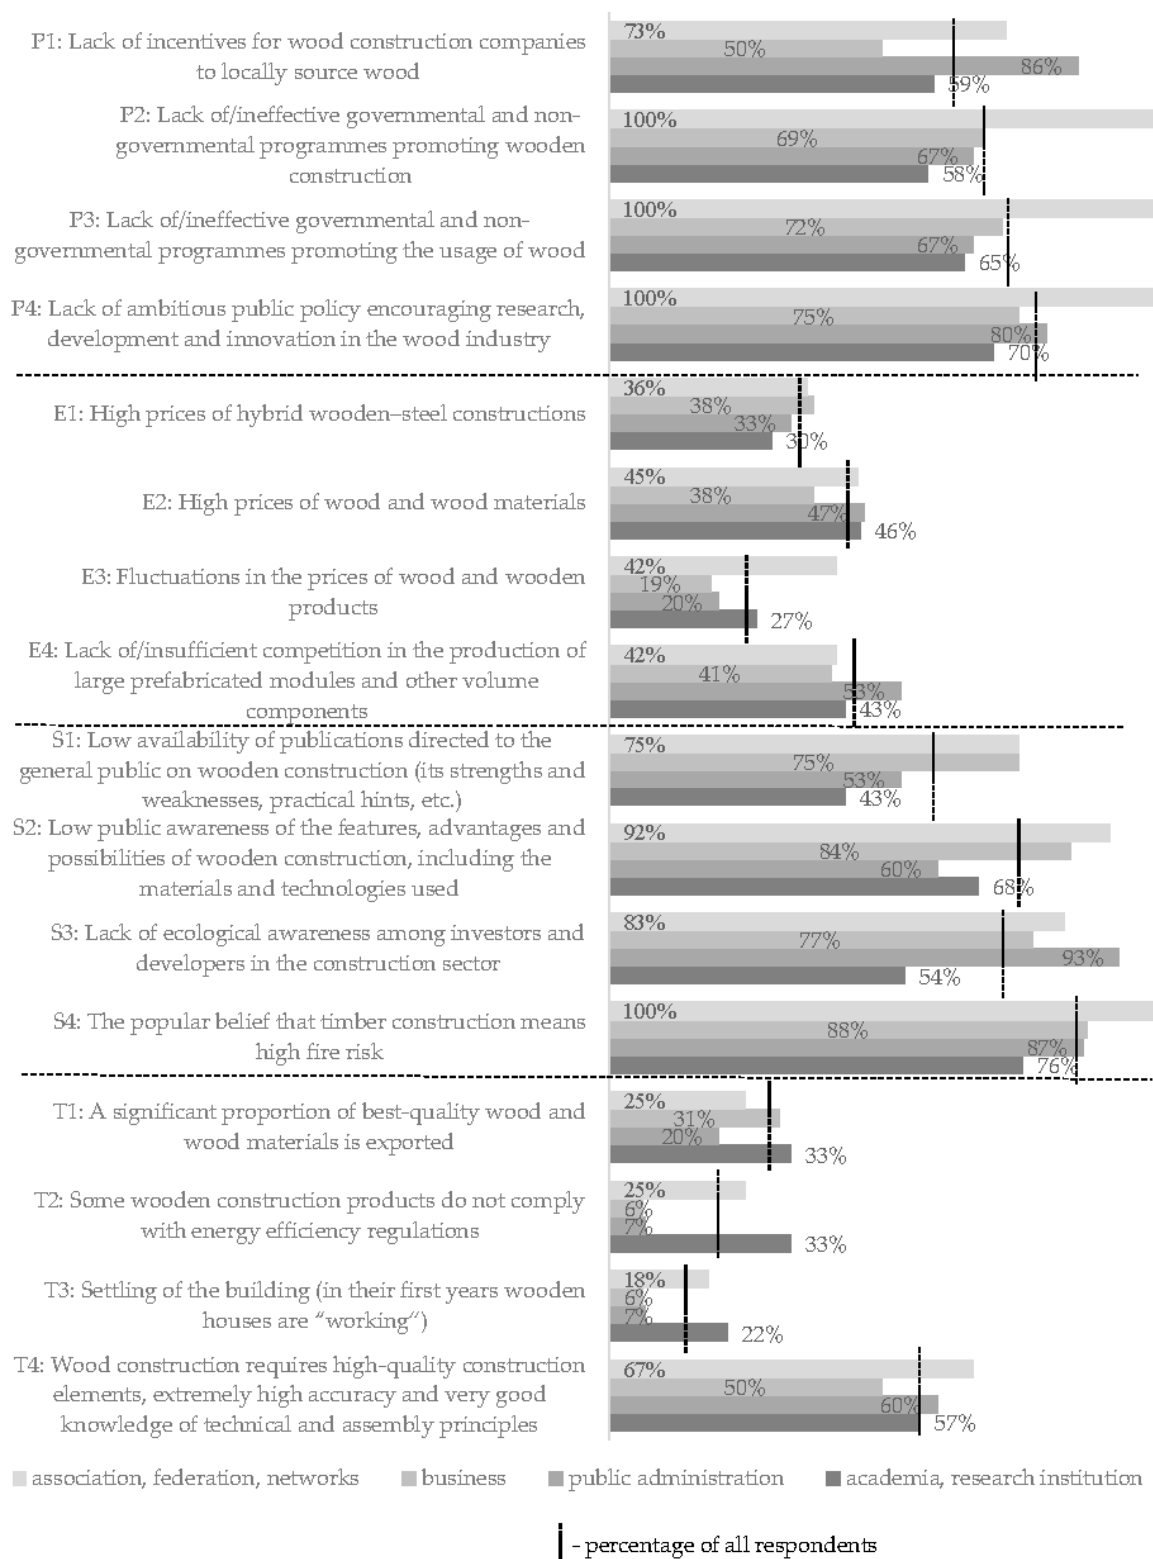 P1: Lack of incentives for wood construction companies
to locally source wood
73%
50%
86%
59%
P2: Lack of/ineffective governmental and non-
governmental programmes promoting wooden
construction
100%
69%
67%
58%
P3: Lack of/ineffective governmental and non-
governmental programmes promoting the usage of wood
100%
72%
67%
65%
P4: Lack of ambitious public policy encouraging research,
development and innovation in the wood industry
100%
75%
80%
70%
E1: High prices of hybrid wooden–steel constructions
36%
38%
33%
30%
E2: High prices of wood and wood materials
45%
38%
47%
46%
E3: Fluctuations in the prices of wood and wooden
products
42%
19%
20%
27%
E4: Lack of/insufficient competition in the production of
large prefabricated modules and other volume
components
42%
41%
53%
43%
S1: Low availability of publications directed to the
general public on wooden construction (its strengths and
weaknesses, practical hints, etc.)
75%
75%
53%
43%
S2: Low public awareness of the features, advantages and
possibilities of wooden construction, including the
materials and technologies used
92%
84%
60%
68%
S3: Lack of ecological awareness among investors and
developers in the construction sector
83%
77%
93%
54%
S4: The popular belief that timber construction means
high fire risk
100%
88%
87%
76%
T1: A significant proportion of best-quality wood and
wood materials is exported
25%
31%
20%
33%
T2: Some wooden construction products do not comply
with energy efficiency regulations
25%
6%
7%
33%
T3: Settling of the building (in their first years wooden
houses are “working”)
18%
6%
7%
22%
T4: Wood construction requires high-quality construction
elements, extremely high accuracy and very good
knowledge of technical and assembly principles
67%
50%
60%
57%
association, federation, networks business public administration academia, research institution
- percentage of all respondents